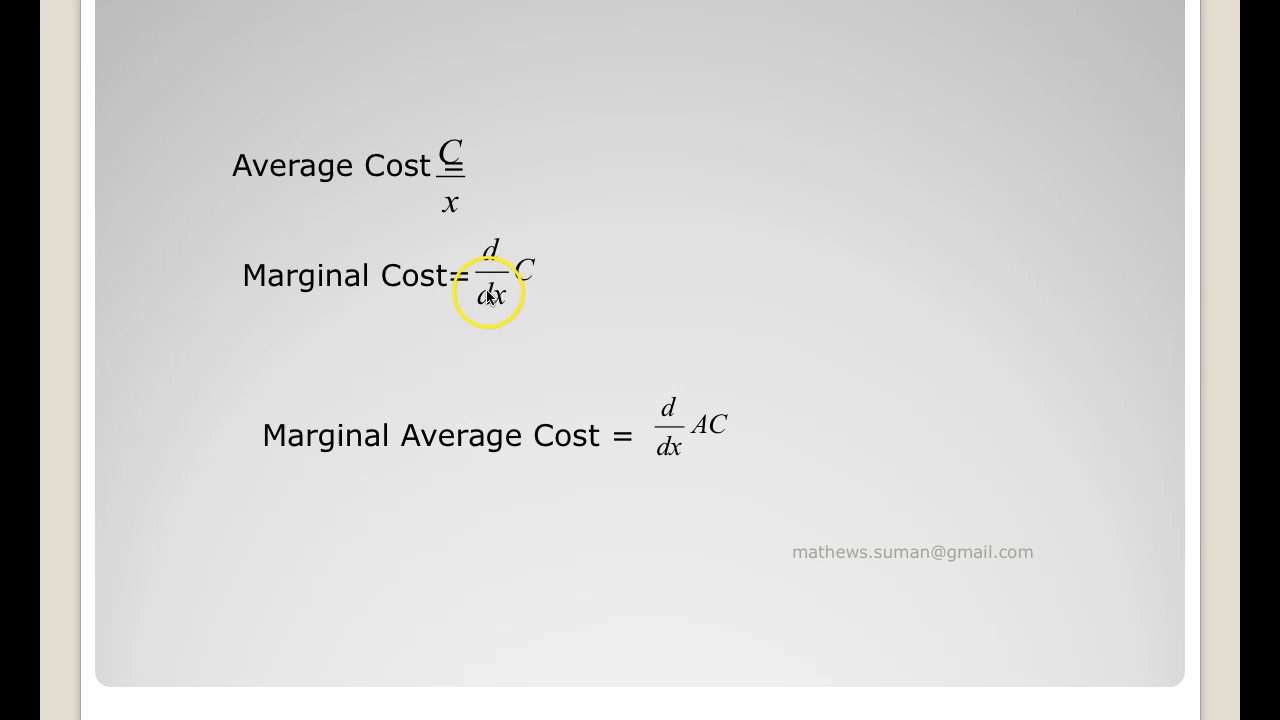 Average Cost = C/x
Marginal Cost= d/dx C
Marginal Average Cost = d/dx AC
mathews.suman@gmail.com